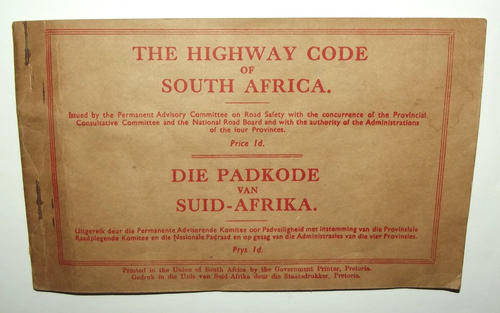 THE HIGHWAY CODE
OF
SOUTH AFRICA.
Issued by the Permanent Advisory Committee on Road Safety with the concurrence of the Provincial
Consultative Committee and the National Road Board and with the authority of the Administrations
of the four Provinces.
Price 1d.
DIE PADKODE
VAN
SUID-AFRIKA.
Uitgereik deur die Permanente Adviserende Komitee oor Padveiligheid met instemming van die Provinsiale
Raadplegende Komitee en die Nasionale Padraad en op gesag van die Administrasies van die vier Provinsies.
Prys 1d.
Printed in the Union of South Africa by the Government Printer, Pretoria.
Gedruk in die Unie van Suid-Afrika deur die Staatsdrukker, Pretoria.